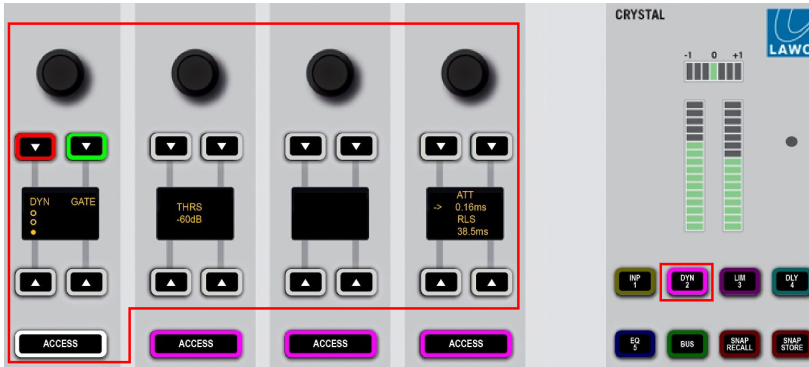 CRYSTAL
LAWO
-1 0 +1
DYN GATE
THRS
-60dB
ATT
-> 0.16ms
RLS
38.5ms
INP
1
DYN
2
LIM
3
DLY
4
ACCESS
ACCESS
ACCESS
ACCESS
EQ
5
BUS
SNAP
RECALL
SNAP
STORE